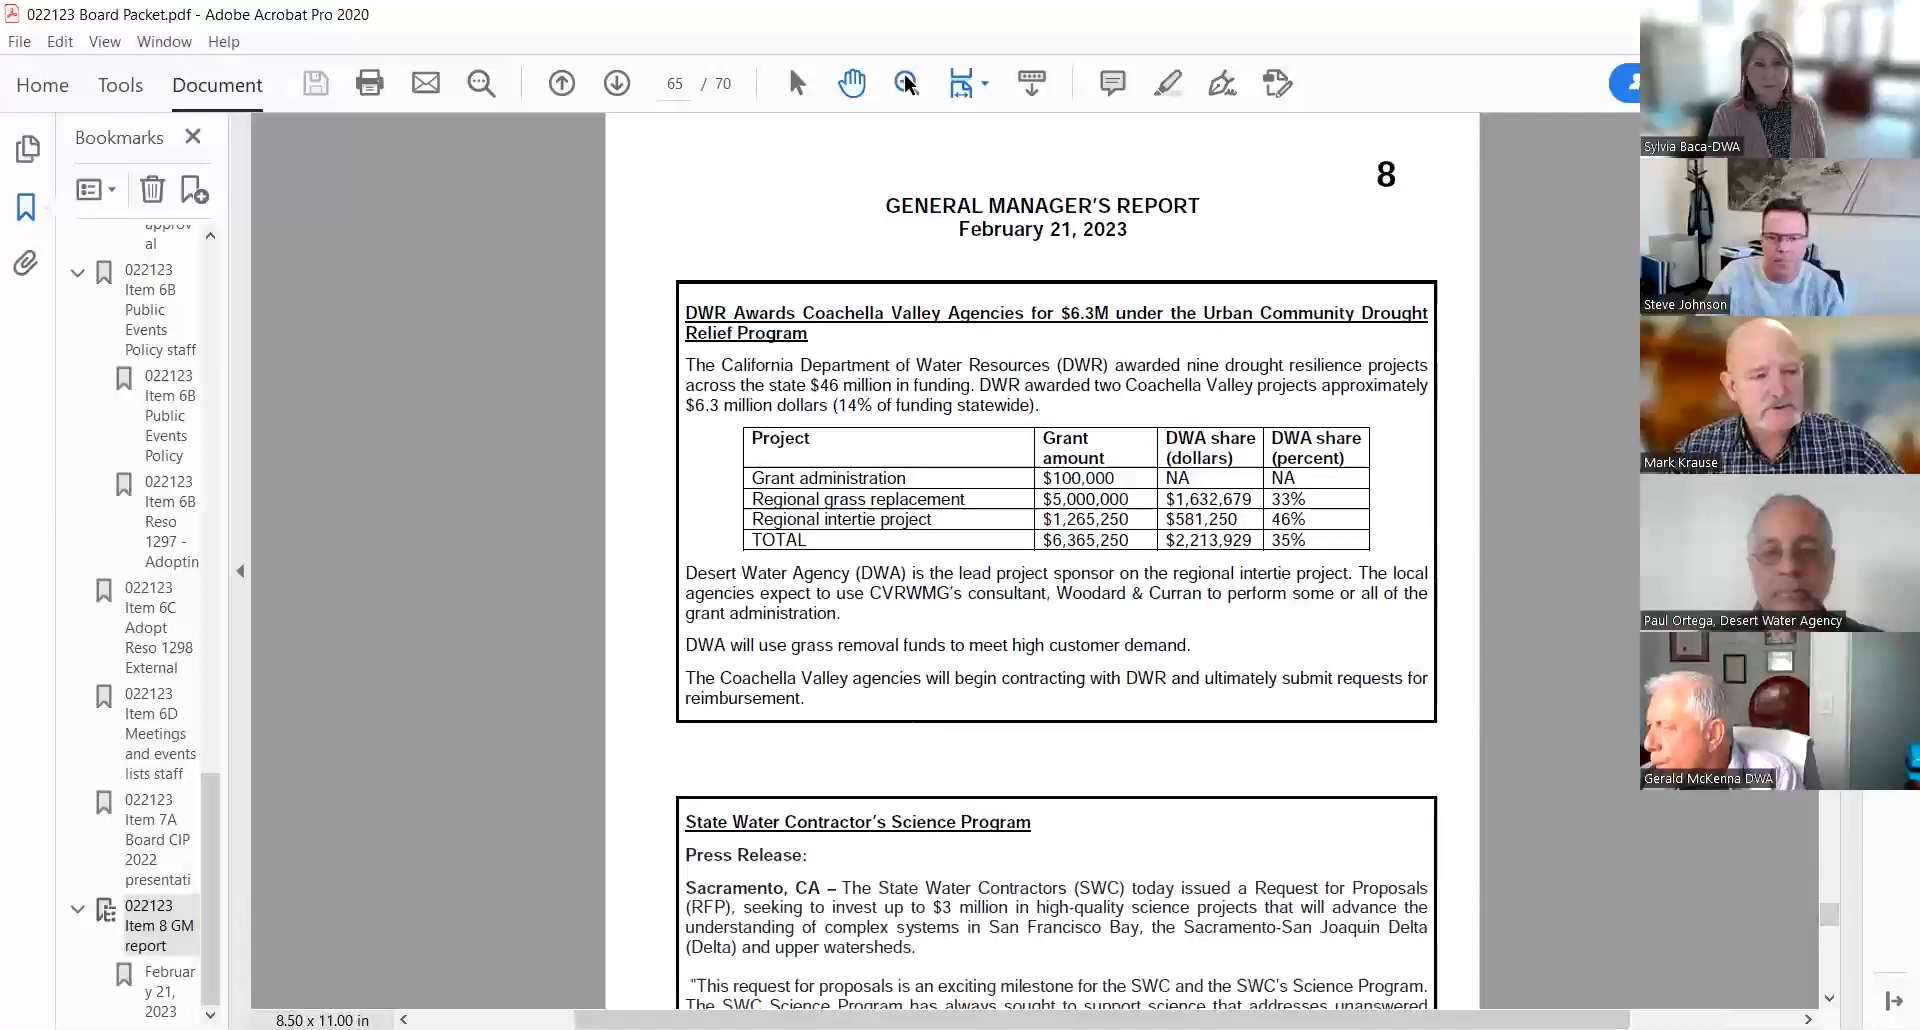 022123 Board Packet.pdf - Adobe Acrobat Pro 2020
File Edit View Window Help
Home Tools Document
65 / 70
Bookmarks
approv
al
022123
Item 6B
Public
Events
Policy staff
022123
Item 6B
Public
Events
Policy
022123
Item 6B
Reso
1297 -
Adoptin
022123
Item 6C
Adopt
Reso 1298
External
022123
Item 6D
Meetings
and events
lists staff
022123
Item 7A
Board CIP
2022
presentati
022123
Item 8 GM
report
Februar
y 21,
2023
8.50 x 11.00 in
8
GENERAL MANAGER'S REPORT
February 21, 2023
DWR Awards Coachella Valley Agencies for $6.3M under the Urban Community Drought
Relief Program
The California Department of Water Resources (DWR) awarded nine drought resilience projects
across the state $46 million in funding. DWR awarded two Coachella Valley projects approximately
$6.3 million dollars (14% of funding statewide).
Project Grant amount DWA share (dollars) DWA share (percent)
Grant administration $100,000 NA NA
Regional grass replacement $5,000,000 $1,632,679 33%
Regional intertie project $1,265,250 $581,250 46%
TOTAL $6,365,250 $2,213,929 35%
Desert Water Agency (DWA) is the lead project sponsor on the regional intertie project. The local
agencies expect to use CVRWMG's consultant, Woodard & Curran to perform some or all of the
grant administration.
DWA will use grass removal funds to meet high customer demand.
The Coachella Valley agencies will begin contracting with DWR and ultimately submit requests for
reimbursement.
State Water Contractor's Science Program
Press Release:
Sacramento, CA – The State Water Contractors (SWC) today issued a Request for Proposals
(RFP), seeking to invest up to $3 million in high-quality science projects that will advance the
understanding of complex systems in San Francisco Bay, the Sacramento-San Joaquin Delta
(Delta) and upper watersheds.
"This request for proposals is an exciting milestone for the SWC and the SWC's Science Program.
The SWC Science Program has always sought to support science that addresses unanswered
Sylvia Baca-DWA
Steve Johnson
Mark Krause
Paul Ortega, Desert Water Agency
Gerald McKenna DWA